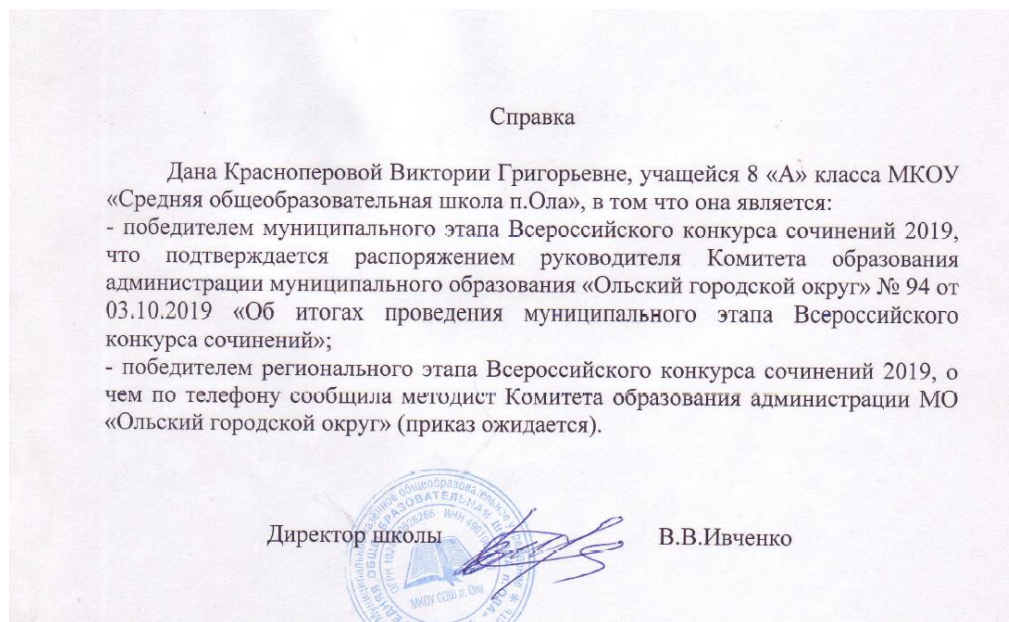 Справка
Дана Красноперовой Виктории Григорьевне, учащейся 8 «А» класса МКОУ
«Средняя общеобразовательная школа п.Ола», в том что она является:
- победителем муниципального этапа Всероссийского конкурса сочинений 2019,
что подтверждается распоряжением руководителя Комитета образования
администрации муниципального образования «Ольский городской округ» № 94 от
03.10.2019 «Об итогах проведения муниципального этапа Всероссийского
конкурса сочинений»;
- победителем регионального этапа Всероссийского конкурса сочинений 2019, о
чем по телефону сообщила методист Комитета образования администрации МО
«Ольский городской округ» (приказ ожидается).
Директор школы В.В.Ивченко
МКОУ СОШ п. Ола